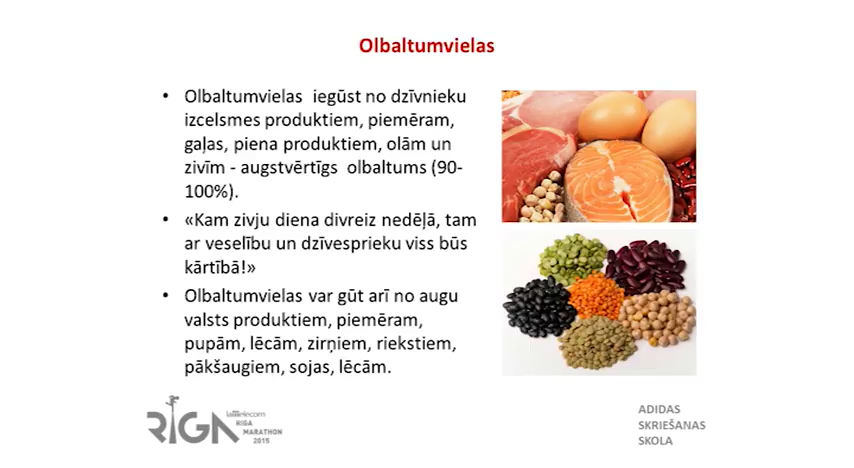 Olbaltumvielas
• Olbaltumvielas iegūst no dzīvnieku
izcelsmes produktiem, piemēram,
gaļas, piena produktiem, olām un
zivīm - augstvērtīgs olbaltums (90-
100%).
• «Kam zivju diena divreiz nedēļā, tam
ar veselību un dzīvesprieku viss būs
kārtībā!»
• Olbaltumvielas var gūt arī no augu
valsts produktiem, piemēram,
pupām, lēcām, zirņiem, riekstiem,
pākšaugiem, sojas, lēcām.
lattelecom
RĪGA
RIGA
MARATHON
2015
ADIDAS
SKRIEŠANAS
SKOLA